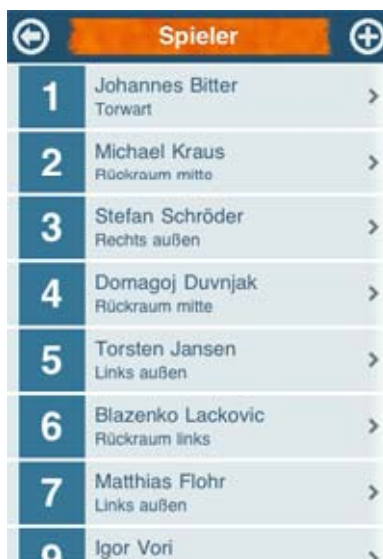 Spieler
1
Johannes Bitter
Torwart
2
Michael Kraus
Rückraum mitte
3
Stefan Schröder
Rechts außen
4
Domagoj Duvnjak
Rückraum mitte
5
Torsten Jansen
Links außen
6
Blazenko Lackovic
Rückraum links
7
Matthias Flohr
Links außen
9
Igor Vori